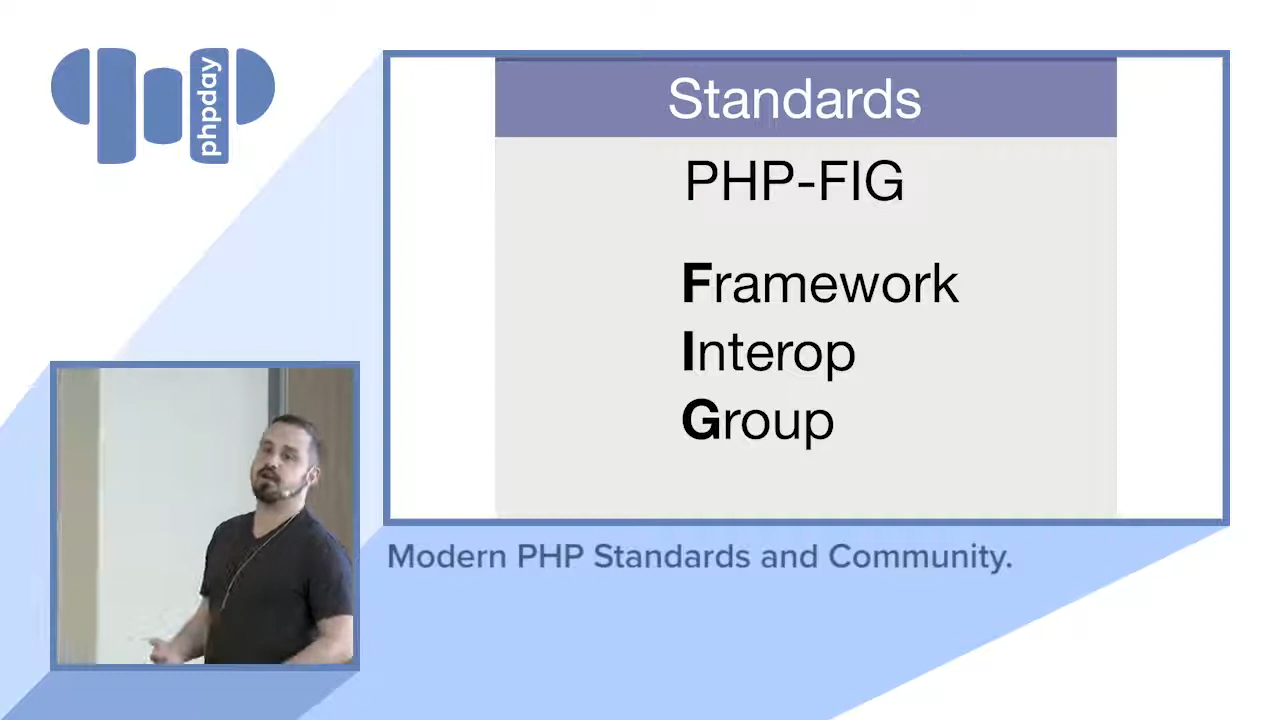 phpday
Standards
PHP-FIG
Framework
Interop
Group
Modern PHP Standards and Community.